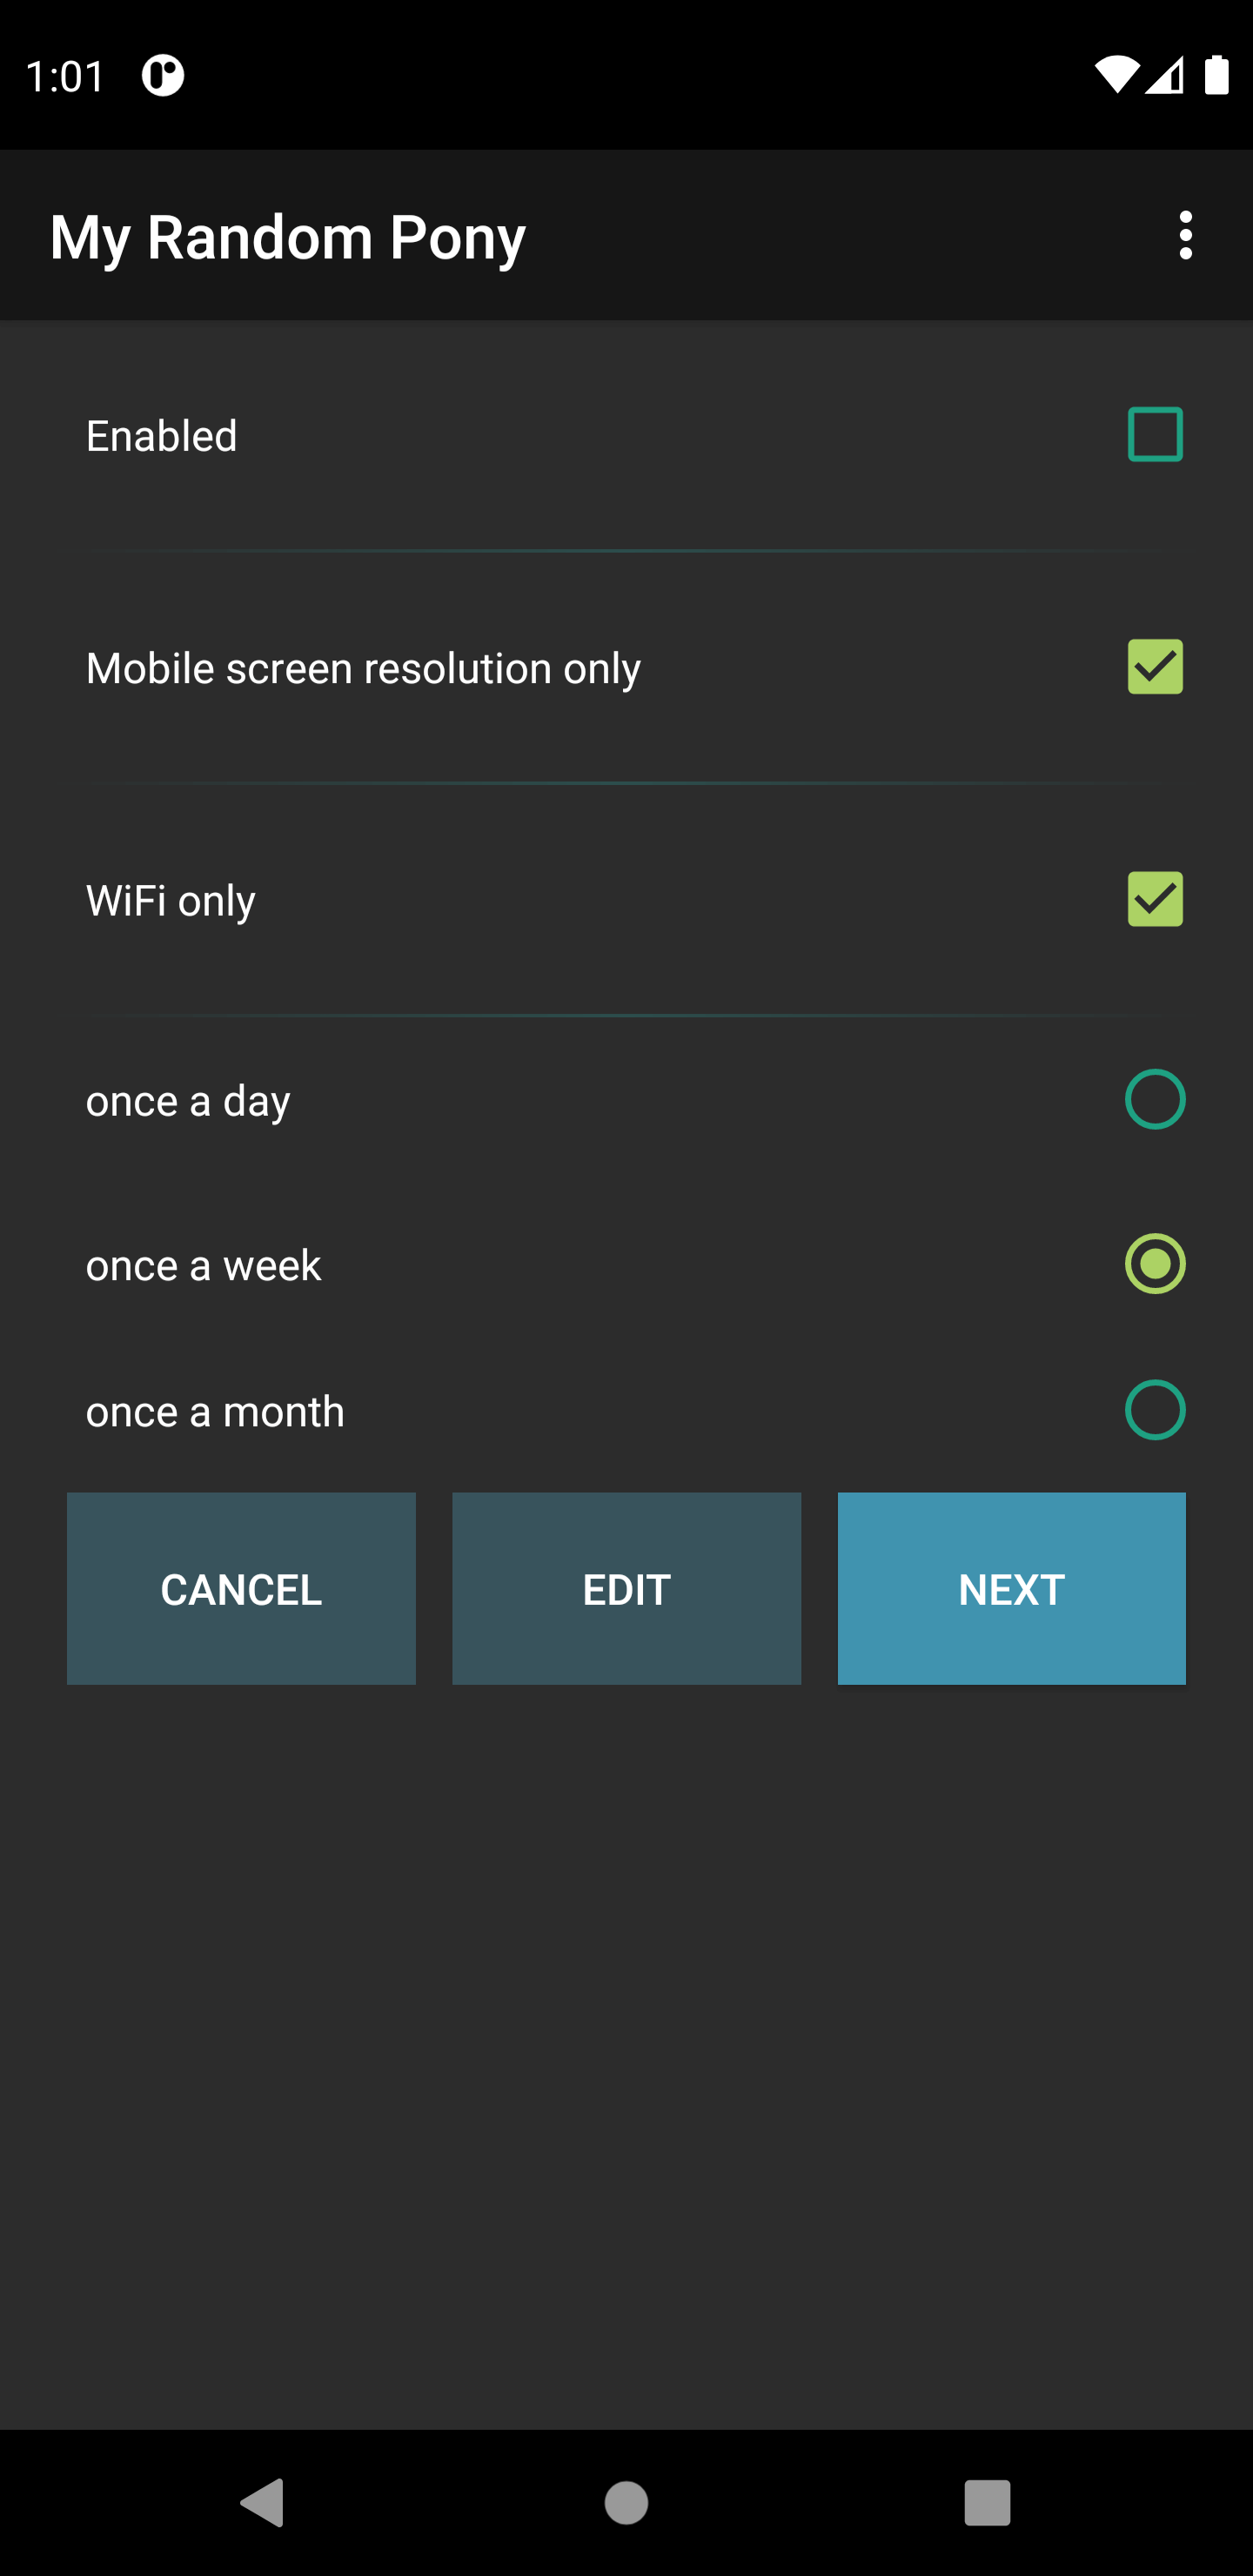 1:01
My Random Pony
Enabled
Mobile screen resolution only
WiFi only
once a day
once a week
once a month
CANCEL EDIT NEXT